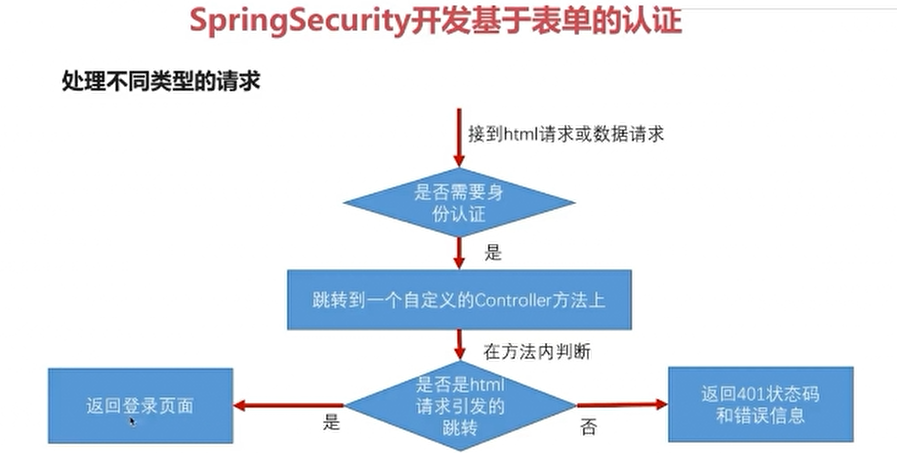 SpringSecurity开发基于表单的认证
处理不同类型的请求
接到html请求或数据请求
是否需要身
份认证
是
跳转到一个自定义的Controller方法上
在方法内判断
是否是html
请求引发的
跳转
返回登录页面
是
否
返回401状态码
和错误信息